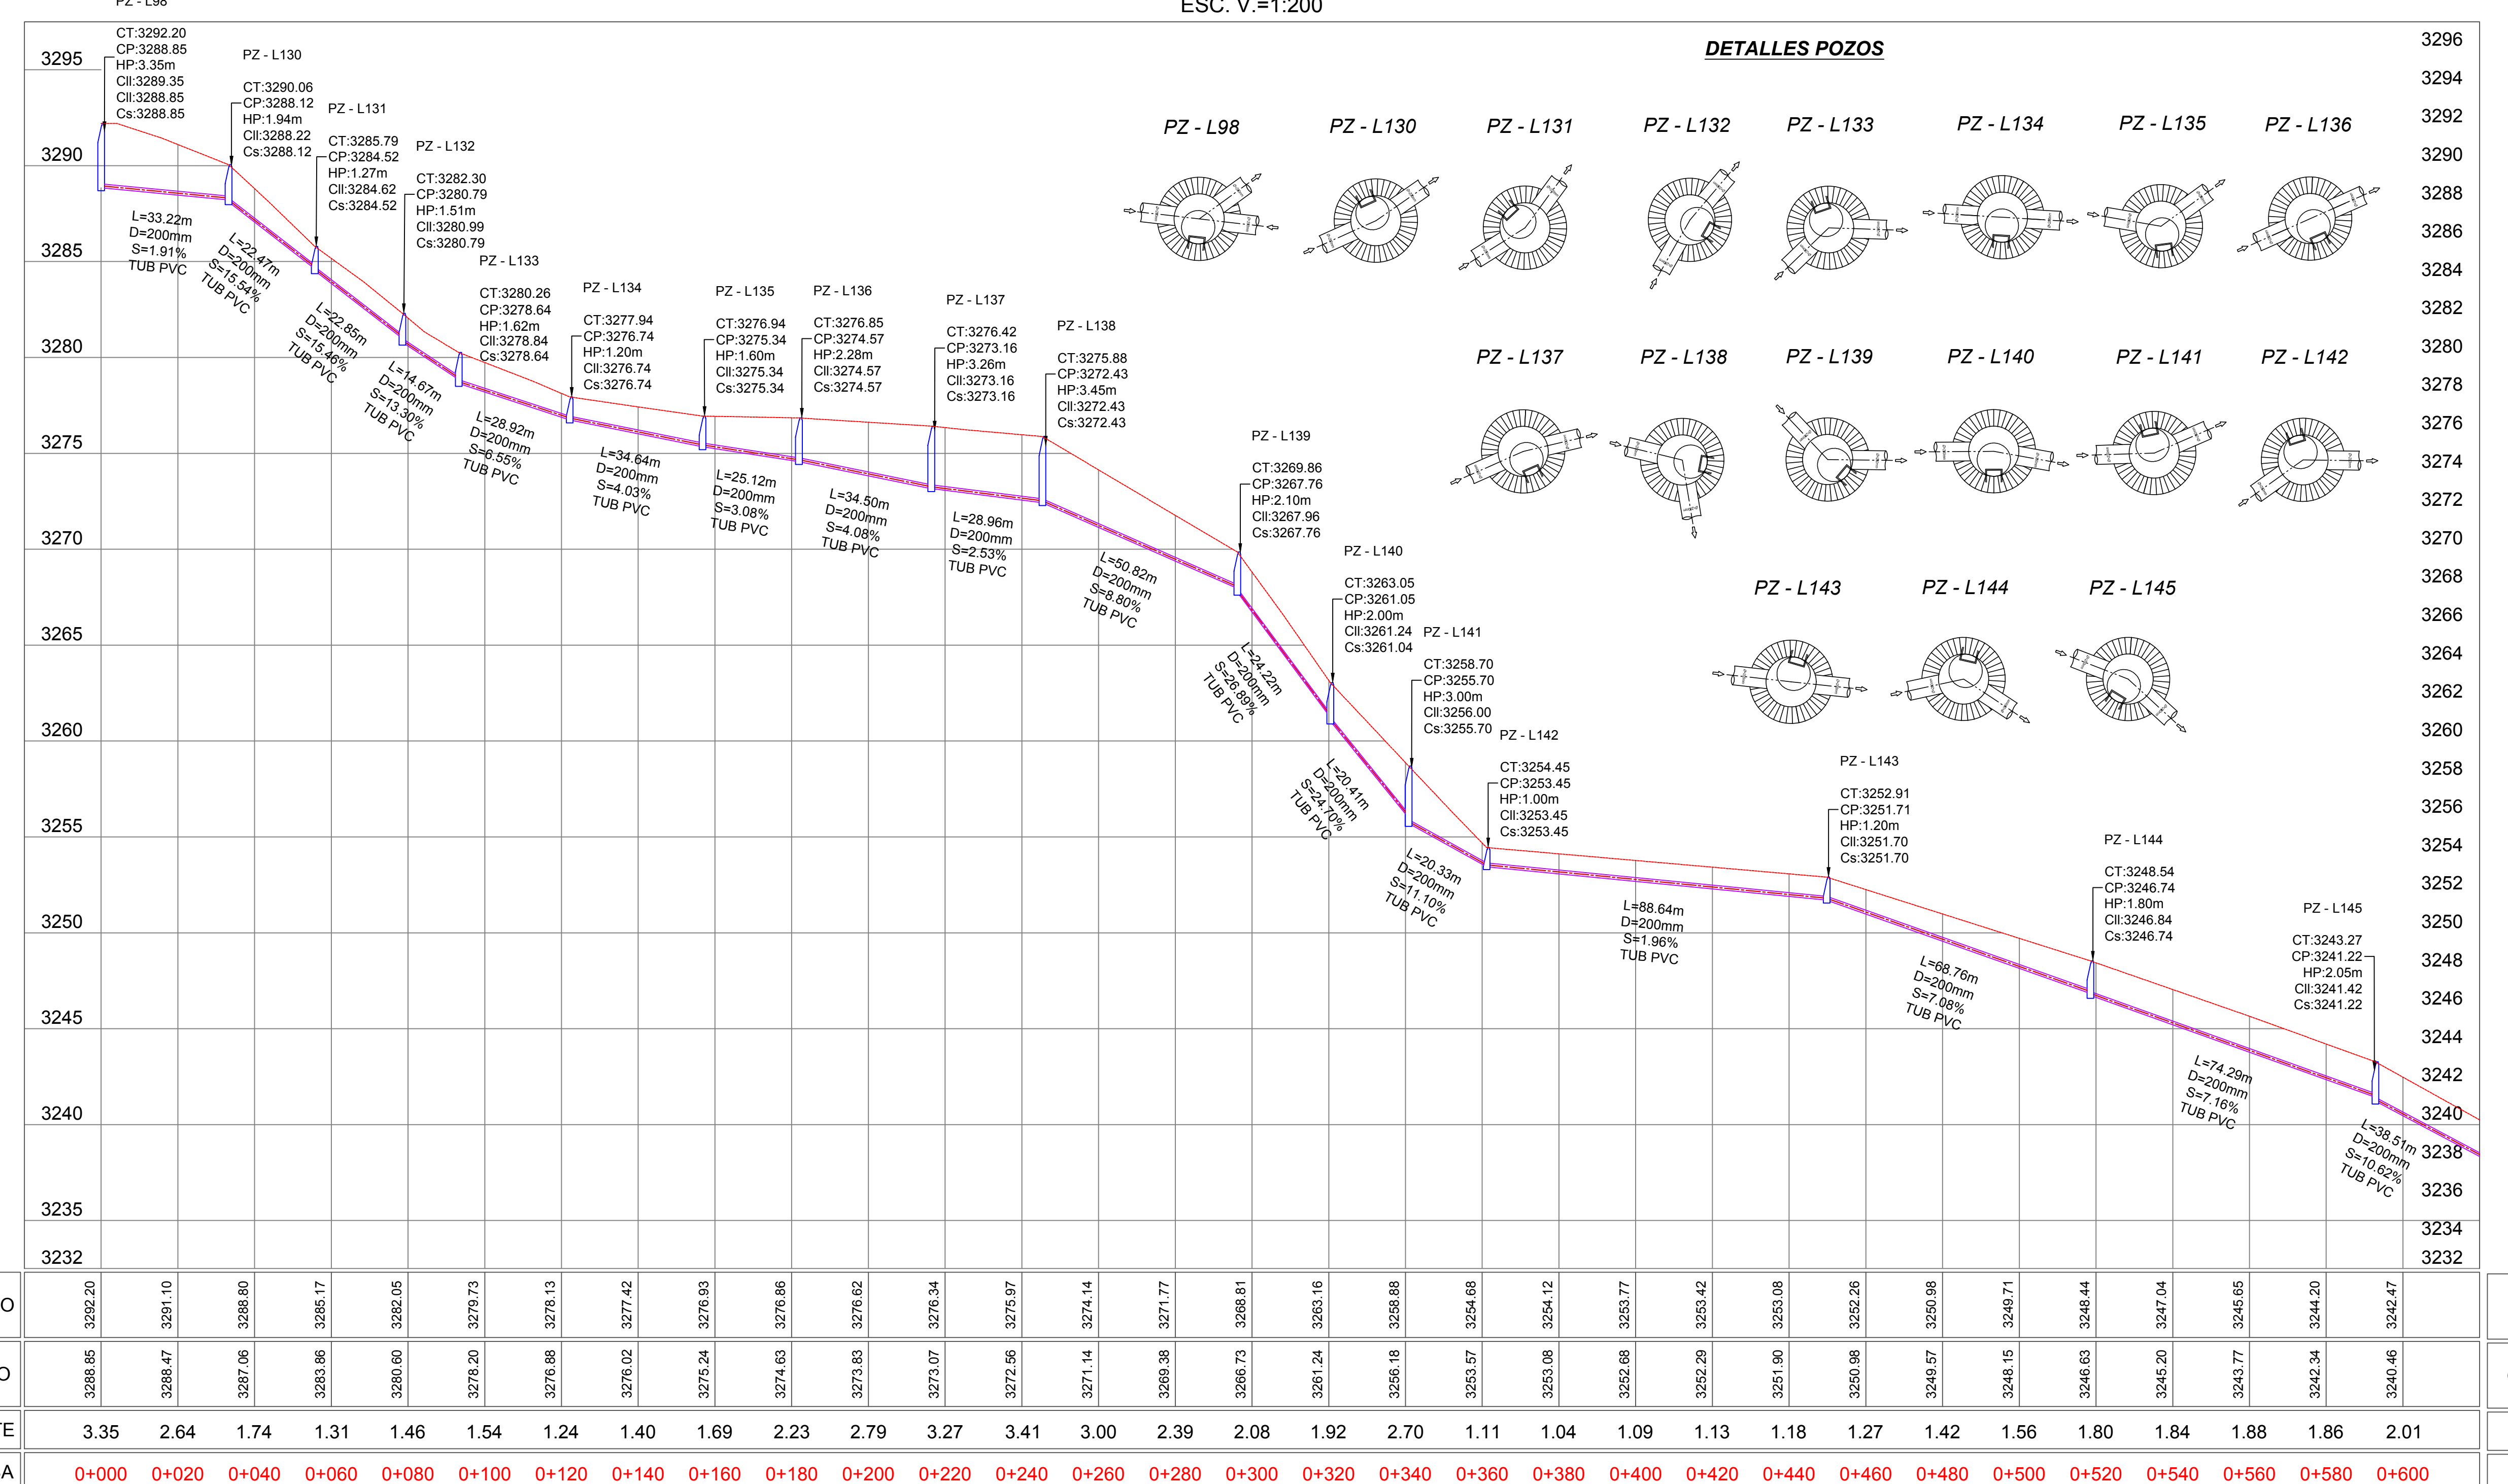 PZ - L98
ESC. V.=1:200
DETALLES POZOS
CT:3292.20
CP:3288.85
HP:3.35m
Cll:3289.35
Cll:3288.85
Cs:3288.85
PZ - L130
CT:3290.06
CP:3288.12
HP:1.94m
Cll:3288.22
Cs:3288.12
PZ - L131
CT:3285.79
CP:3284.52
HP:1.27m
Cll:3284.62
Cs:3284.52
PZ - L132
CT:3282.30
CP:3280.79
HP:1.51m
Cll:3280.99
Cs:3280.79
PZ - L133
CT:3280.26
CP:3278.64
HP:1.62m
Cll:3278.84
Cs:3278.64
PZ - L134
CT:3277.94
CP:3276.74
HP:1.20m
Cll:3276.74
Cs:3276.74
PZ - L135
CT:3276.94
CP:3275.34
HP:1.60m
Cll:3275.34
Cs:3275.34
PZ - L136
CT:3276.85
CP:3274.57
HP:2.28m
Cll:3274.57
Cs:3274.57
PZ - L137
CT:3276.42
CP:3273.16
HP:3.26m
Cll:3273.16
Cs:3273.16
PZ - L138
CT:3275.88
CP:3272.43
HP:3.45m
Cll:3272.43
Cs:3272.43
PZ - L139
CT:3269.86
CP:3267.76
HP:2.10m
Cll:3267.96
Cs:3267.76
PZ - L140
CT:3263.05
CP:3261.05
HP:2.00m
Cll:3261.24
Cs:3261.04
PZ - L141
CT:3258.70
CP:3255.70
HP:3.00m
Cll:3256.00
Cs:3255.70
PZ - L142
CT:3254.45
CP:3253.45
HP:1.00m
Cll:3253.45
Cs:3253.45
PZ - L143
CT:3252.91
CP:3251.71
HP:1.20m
Cll:3251.70
Cs:3251.70
PZ - L144
CT:3248.54
CP:3246.74
HP:1.80m
Cll:3246.84
Cs:3246.74
PZ - L145
CT:3243.27
CP:3241.22
HP:2.05m
Cll:3241.42
Cs:3241.22
L=33.22m
D=200mm
S=1.91%
TUB PVC
L=22.47m
D=200mm
S=15.54%
TUB PVC
L=22.85m
D=200mm
S=15.46%
TUB PVC
L=14.67m
D=200mm
S=13.30%
TUB PVC
L=28.92m
D=200mm
S=6.55%
TUB PVC
L=34.64m
D=200mm
S=4.03%
TUB PVC
L=25.12m
D=200mm
S=3.08%
TUB PVC
L=34.50m
D=200mm
S=4.08%
TUB PVC
L=28.96m
D=200mm
S=2.53%
TUB PVC
L=50.82m
D=200mm
S=8.80%
TUB PVC
L=24.22m
D=200mm
S=26.89%
TUB PVC
L=20.41m
D=200mm
S=24.70%
TUB PVC
L=20.33m
D=200mm
S=11.10%
TUB PVC
L=88.64m
D=200mm
S=1.96%
TUB PVC
L=68.76m
D=200mm
S=7.08%
TUB PVC
L=74.29m
D=200mm
S=7.16%
TUB PVC
L=38.51m
D=200mm
S=10.62%
TUB PVC
PZ - L98 PZ - L130 PZ - L131 PZ - L132 PZ - L133 PZ - L134 PZ - L135 PZ - L136
PZ - L137 PZ - L138 PZ - L139 PZ - L140 PZ - L141 PZ - L142
PZ - L143 PZ - L144 PZ - L145
3295
3290
3285
3280
3275
3270
3265
3260
3255
3250
3245
3240
3235
3232
3296
3294
3292
3290
3288
3286
3284
3282
3280
3278
3276
3274
3272
3270
3268
3266
3264
3262
3260
3258
3256
3254
3252
3250
3248
3246
3244
3242
3240
3238
3236
3234
3232
O 3292.20 3291.10 3288.80 3285.17 3282.05 3279.73 3278.13 3277.42 3276.93 3276.86 3276.62 3276.34 3275.97 3274.14 3271.77 3268.81 3263.16 3258.88 3254.68 3254.12 3253.77 3253.42 3253.08 3252.26 3250.98 3249.71 3248.44 3247.04 3245.65 3244.20 3242.47
O 3288.85 3288.47 3287.06 3283.86 3280.60 3278.20 3276.88 3276.02 3275.24 3274.63 3273.83 3273.07 3272.56 3271.14 3269.38 3266.73 3261.24 3256.18 3253.57 3253.08 3252.68 3252.29 3251.90 3250.98 3249.57 3248.15 3246.63 3245.20 3243.77 3242.34 3240.46
TE 3.35 2.64 1.74 1.31 1.46 1.54 1.24 1.40 1.69 2.23 2.79 3.27 3.41 3.00 2.39 2.08 1.92 2.70 1.11 1.04 1.09 1.13 1.18 1.27 1.42 1.56 1.80 1.84 1.88 1.86 2.01
A 0+000 0+020 0+040 0+060 0+080 0+100 0+120 0+140 0+160 0+180 0+200 0+220 0+240 0+260 0+280 0+300 0+320 0+340 0+360 0+380 0+400 0+420 0+440 0+460 0+480 0+500 0+520 0+540 0+560 0+580 0+600